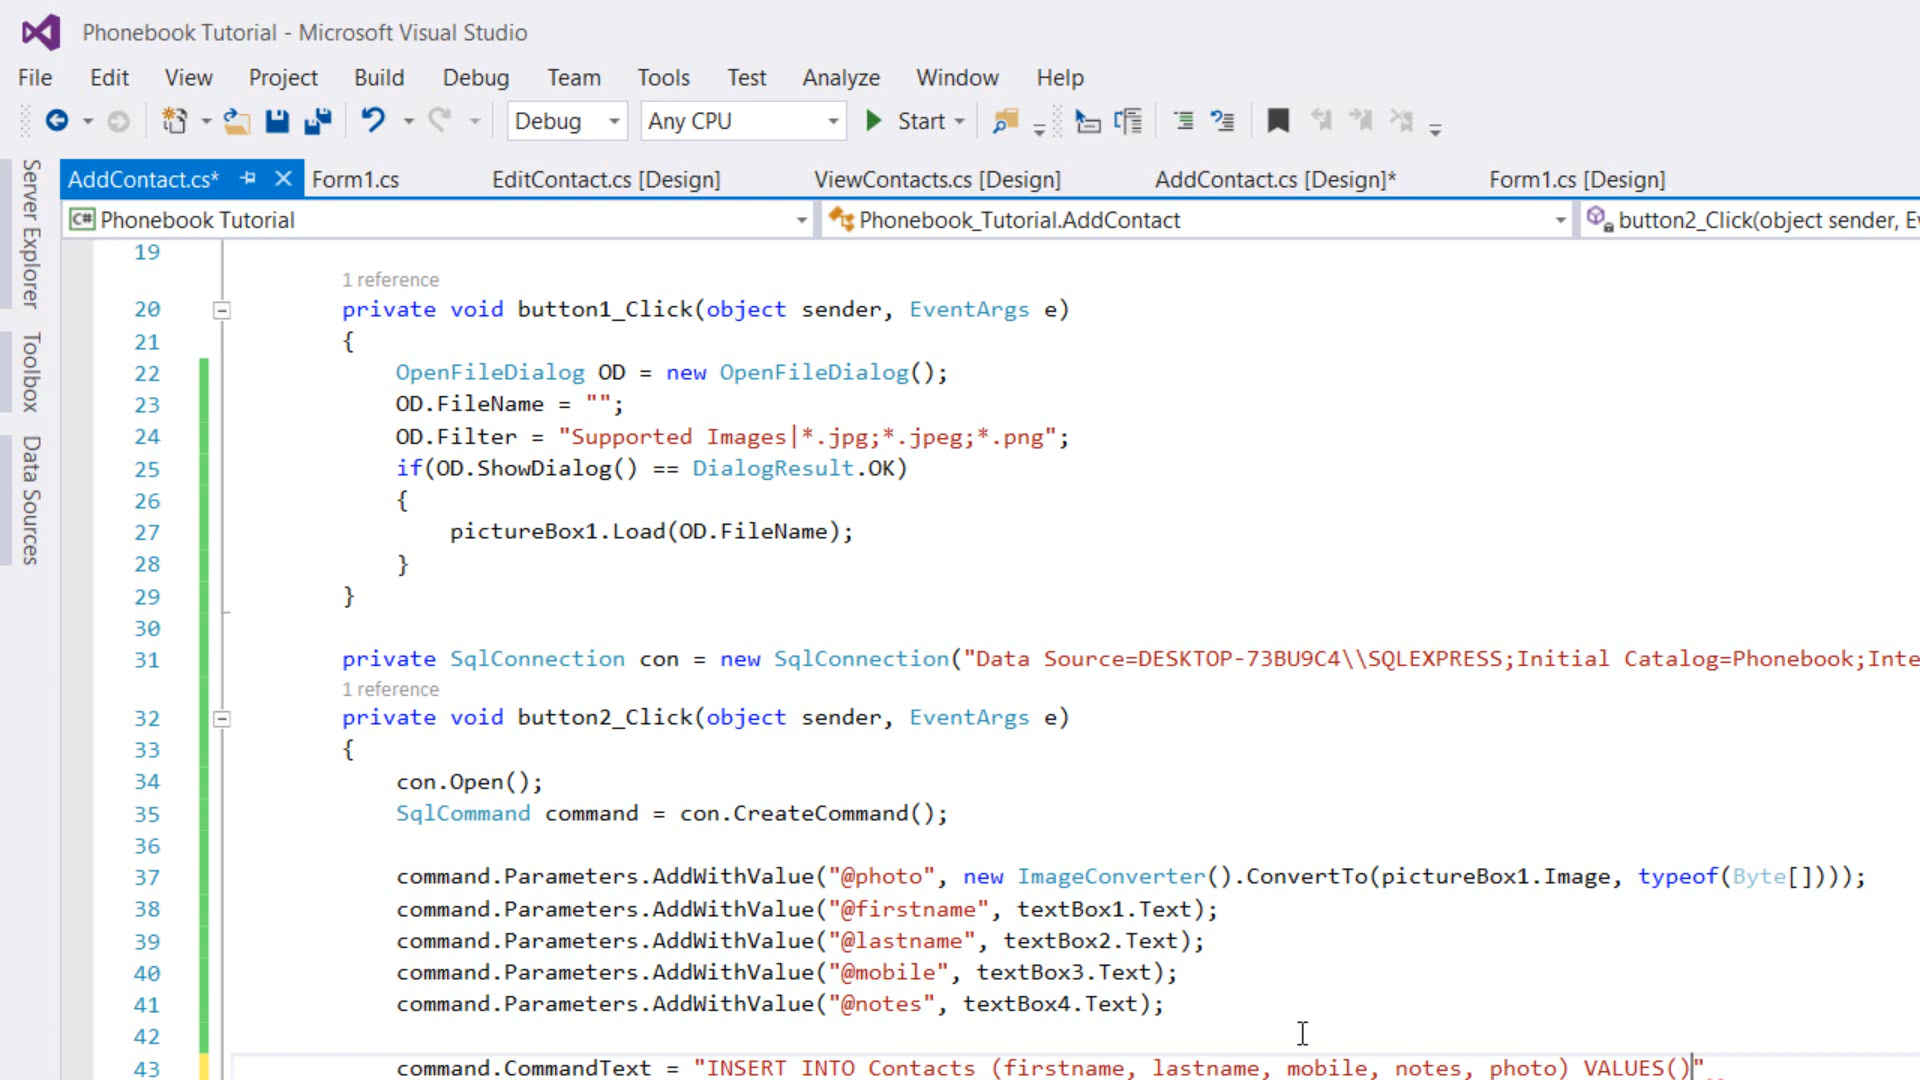 Phonebook Tutorial - Microsoft Visual Studio
File Edit View Project Build Debug Team Tools Test Analyze Window Help
Debug Any CPU Start
AddContact.cs* Form1.cs EditContact.cs [Design] ViewContacts.cs [Design] AddContact.cs [Design]* Form1.cs [Design]
C# Phonebook Tutorial Phonebook_Tutorial.AddContact button2_Click(object sender, Ev
Server Explorer
Toolbox
Data Sources
19
1 reference
20 private void button1_Click(object sender, EventArgs e)
21 {
22 OpenFileDialog OD = new OpenFileDialog();
23 OD.FileName = "";
24 OD.Filter = "Supported Images|*.jpg;*.jpeg;*.png";
25 if(OD.ShowDialog() == DialogResult.OK)
26 {
27 pictureBox1.Load(OD.FileName);
28 }
29 }
30
31 private SqlConnection con = new SqlConnection("Data Source=DESKTOP-73BU9C4\\SQLEXPRESS;Initial Catalog=Phonebook;Inte
1 reference
32 private void button2_Click(object sender, EventArgs e)
33 {
34 con.Open();
35 SqlCommand command = con.CreateCommand();
36
37 command.Parameters.AddWithValue("@photo", new ImageConverter().ConvertTo(pictureBox1.Image, typeof(Byte[])));
38 command.Parameters.AddWithValue("@firstname", textBox1.Text);
39 command.Parameters.AddWithValue("@lastname", textBox2.Text);
40 command.Parameters.AddWithValue("@mobile", textBox3.Text);
41 command.Parameters.AddWithValue("@notes", textBox4.Text);
42
43 command.CommandText = "INSERT INTO Contacts (firstname, lastname, mobile, notes, photo) VALUES()"